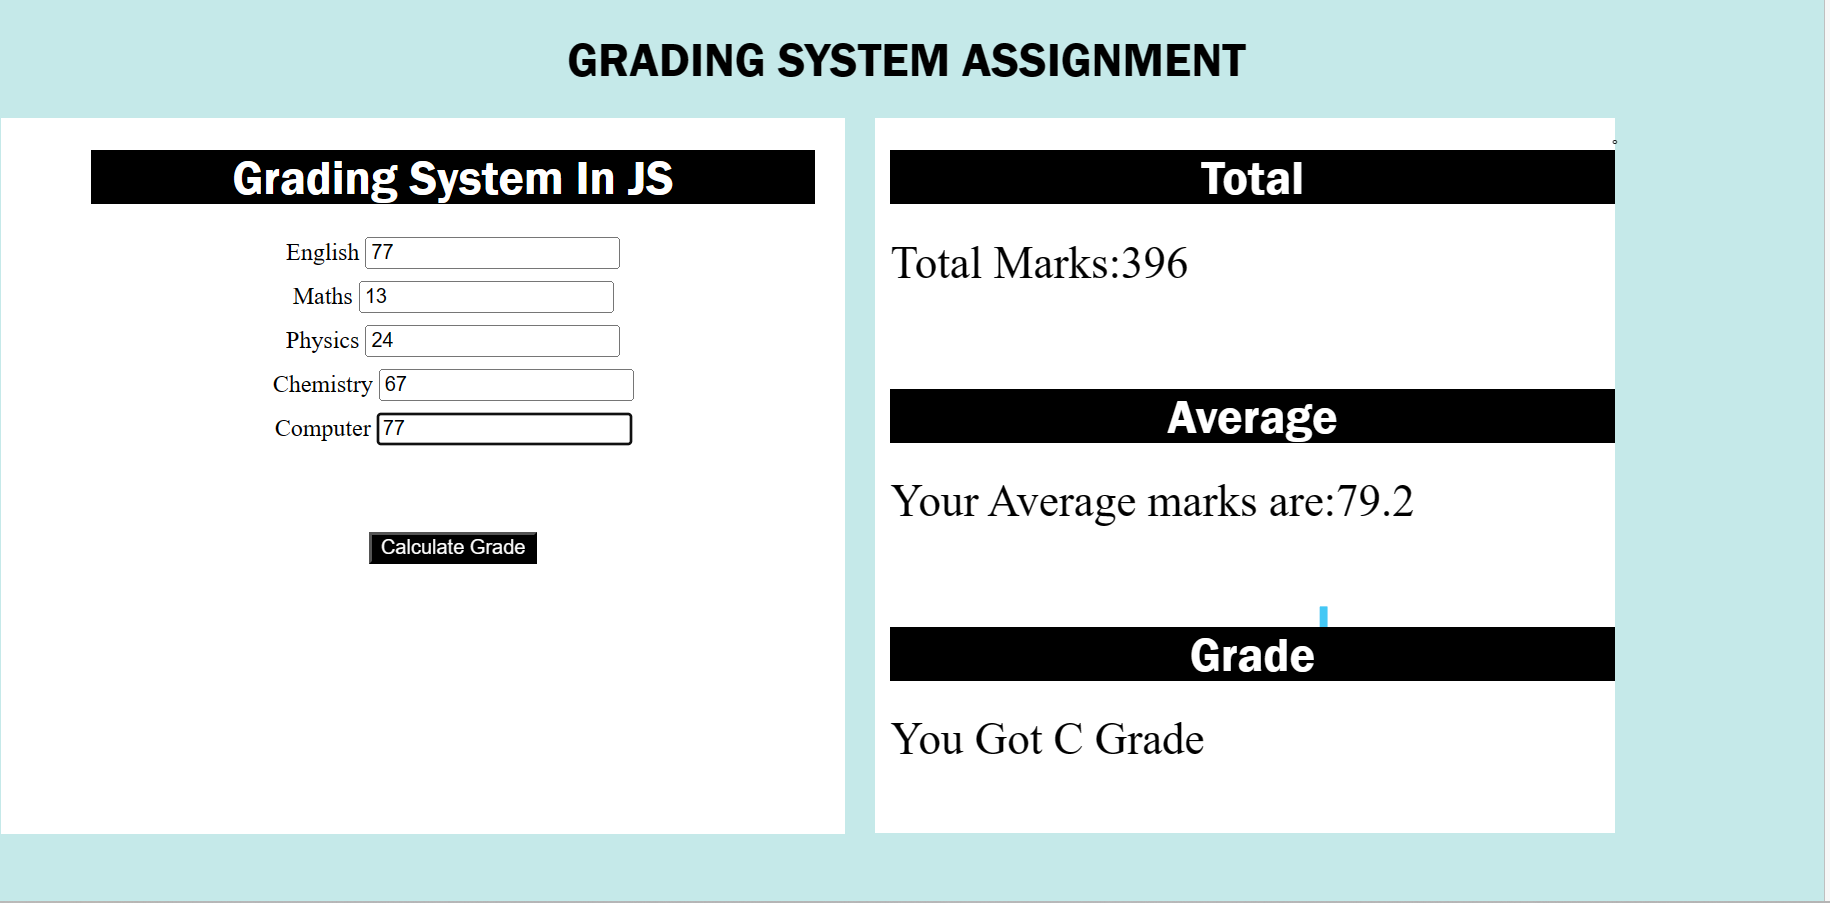 GRADING SYSTEM ASSIGNMENT
Grading System In JS
English 77
Maths 13
Physics 24
Chemistry 67
Computer 77
Calculate Grade
Total
Total Marks:396
Average
Your Average marks are:79.2
Grade
You Got C Grade